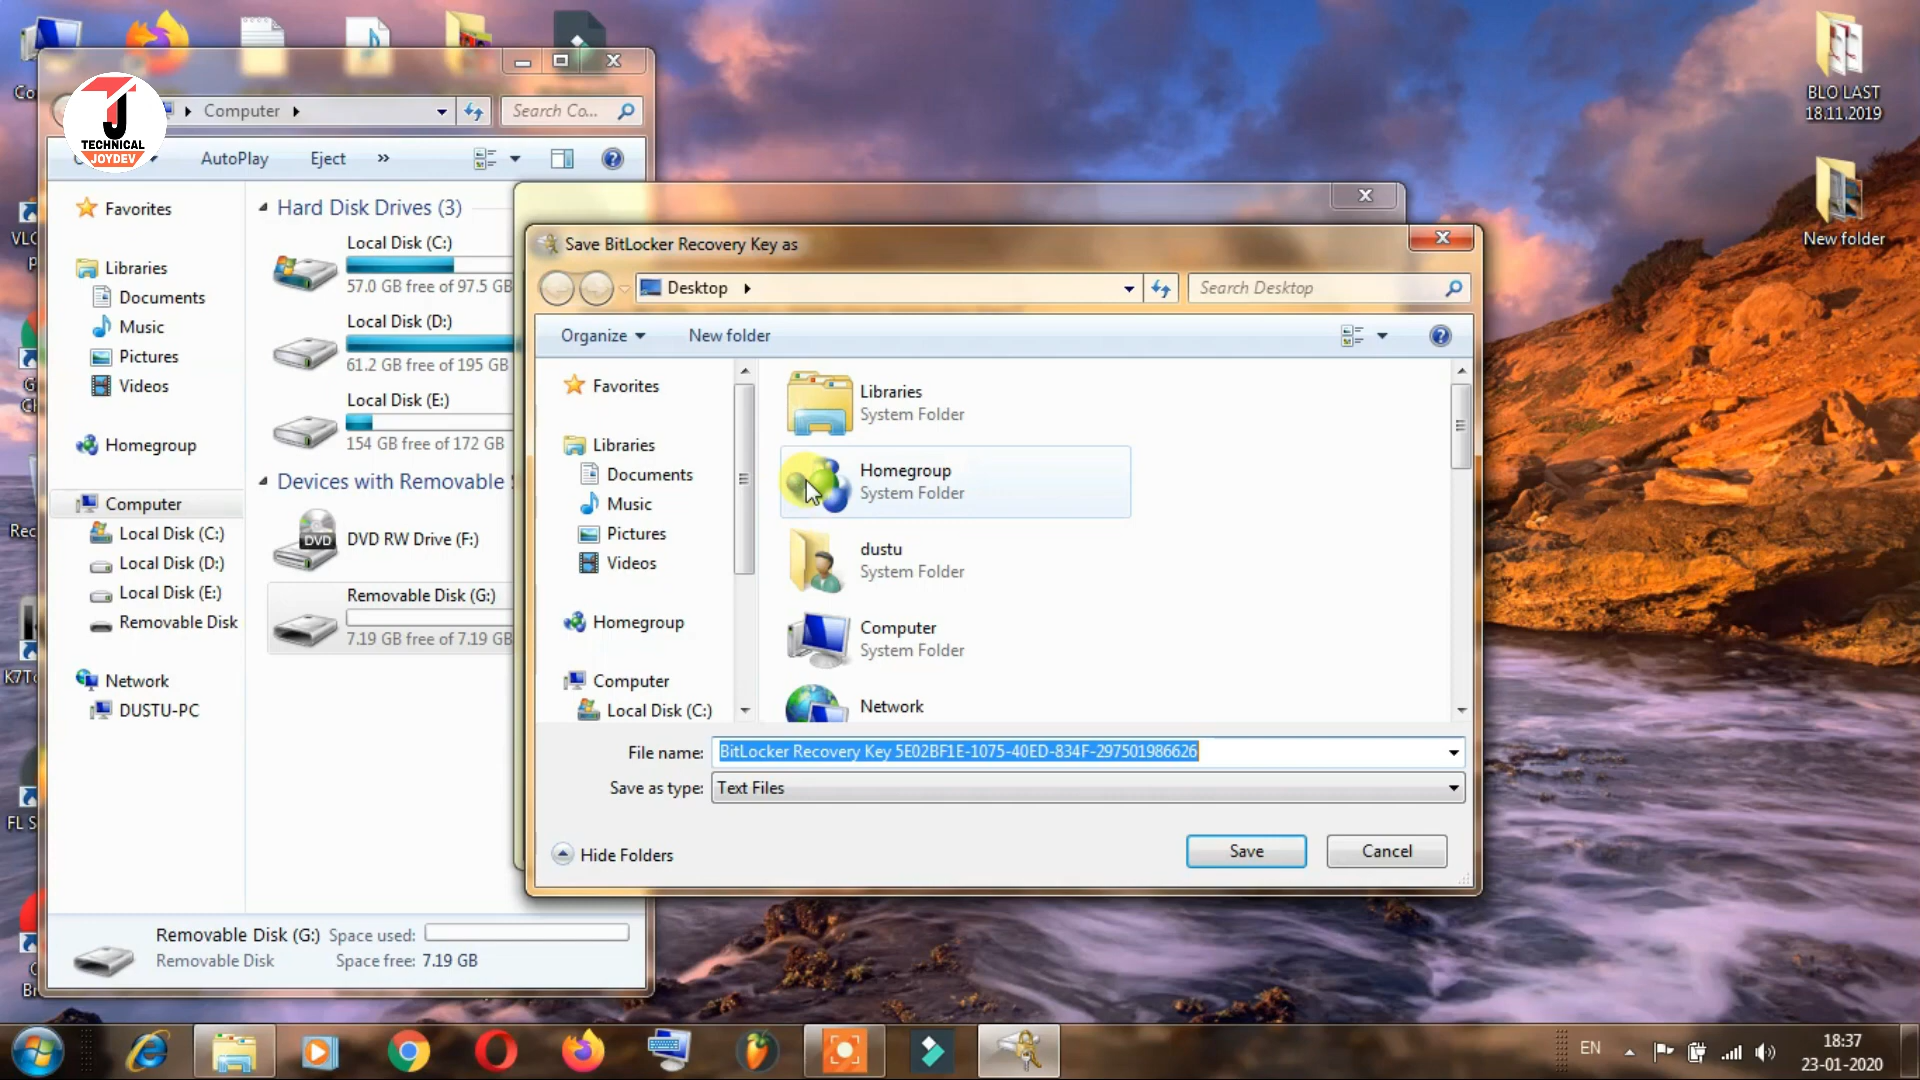 TECHNICAL
JOYDEV
Computer
Search Co...
AutoPlay
Eject
»
Favorites
Libraries
Documents
Music
Pictures
Videos
Homegroup
Computer
Local Disk (C:)
Local Disk (D:)
Local Disk (E:)
Removable Disk
Network
DUSTU-PC
Hard Disk Drives (3)
Local Disk (C:)
57.0 GB free of 97.5 GB
Local Disk (D:)
61.2 GB free of 195 GB
Local Disk (E:)
154 GB free of 172 GB
Devices with Removable
DVD
DVD RW Drive (F:)
Removable Disk (G:)
7.19 GB free of 7.19 GB
Removable Disk (G:)
Space used:
Removable Disk
Space free: 7.19 GB
Save BitLocker Recovery Key as
Desktop
Search Desktop
Organize
New folder
Favorites
Libraries
Documents
Music
Pictures
Videos
Homegroup
Computer
Local Disk (C:)
Libraries
System Folder
Homegroup
System Folder
dustu
System Folder
Computer
System Folder
Network
File name:
BitLocker Recovery Key 5E02BF1E-1075-40ED-834F-297501986626
Save as type:
Text Files
Hide Folders
Save
Cancel
BLO LAST
18.11.2019
New folder
EN
18:37
23-01-2020